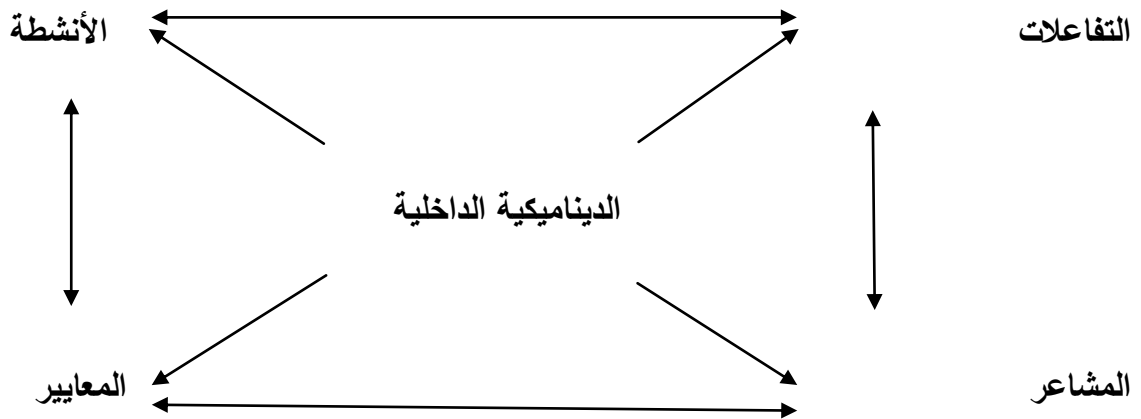 التفاعلات
الأنشطة
الديناميكية الداخلية
المشاعر
المعايير